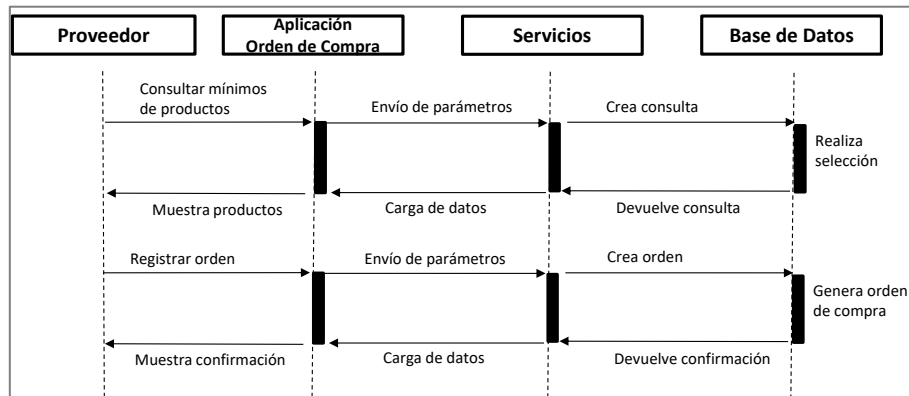 Proveedor
Aplicación
Orden de Compra
Servicios
Base de Datos
Consultar mínimos
de productos
Envío de parámetros
Crea consulta
Realiza
selección
Muestra productos
Carga de datos
Devuelve consulta
Registrar orden
Envío de parámetros
Crea orden
Genera orden
de compra
Muestra confirmación
Carga de datos
Devuelve confirmación